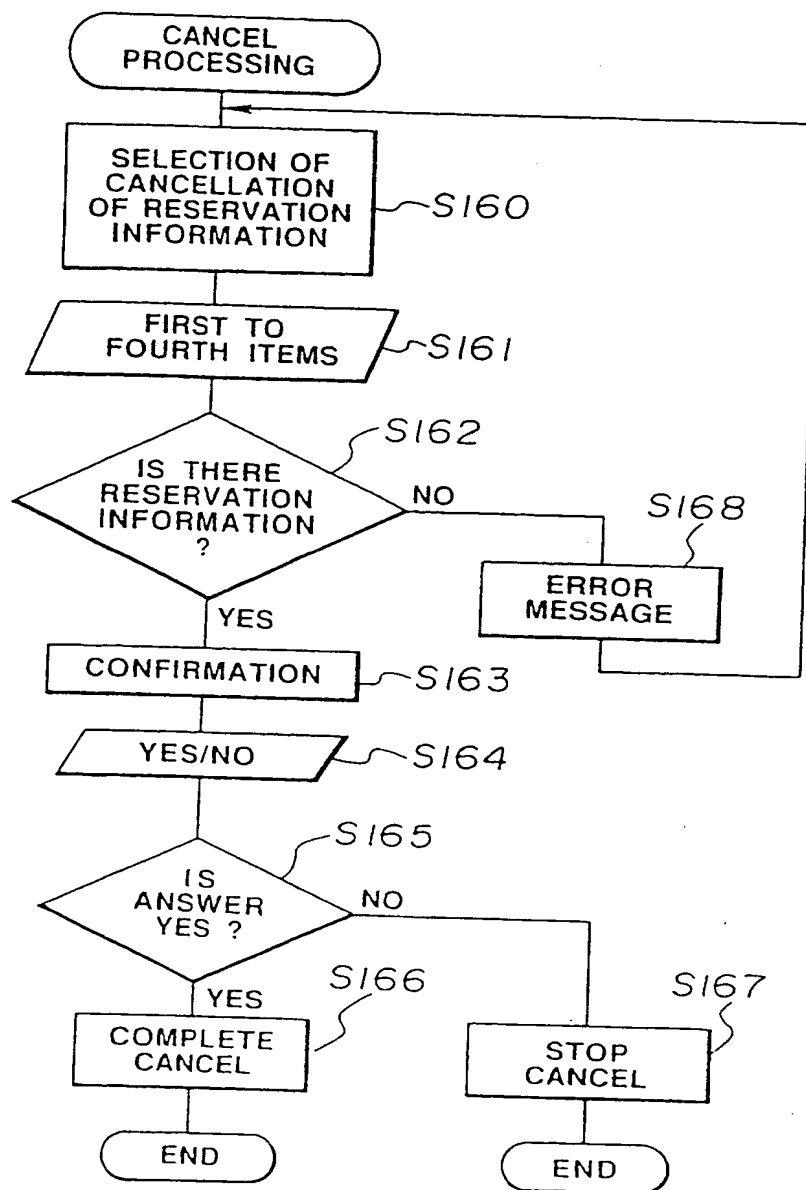 CANCEL
PROCESSING
SELECTION OF
CANCELLATION
OF RESERVATION
INFORMATION
S160
FIRST TO
FOURTH ITEMS
S161
S162
IS THERE
RESERVATION
INFORMATION
?
NO
S168
ERROR
MESSAGE
YES
CONFIRMATION
S163
YES/NO
S164
S165
IS
ANSWER
YES ?
NO
YES
S166
S167
COMPLETE
CANCEL
STOP
CANCEL
END
END